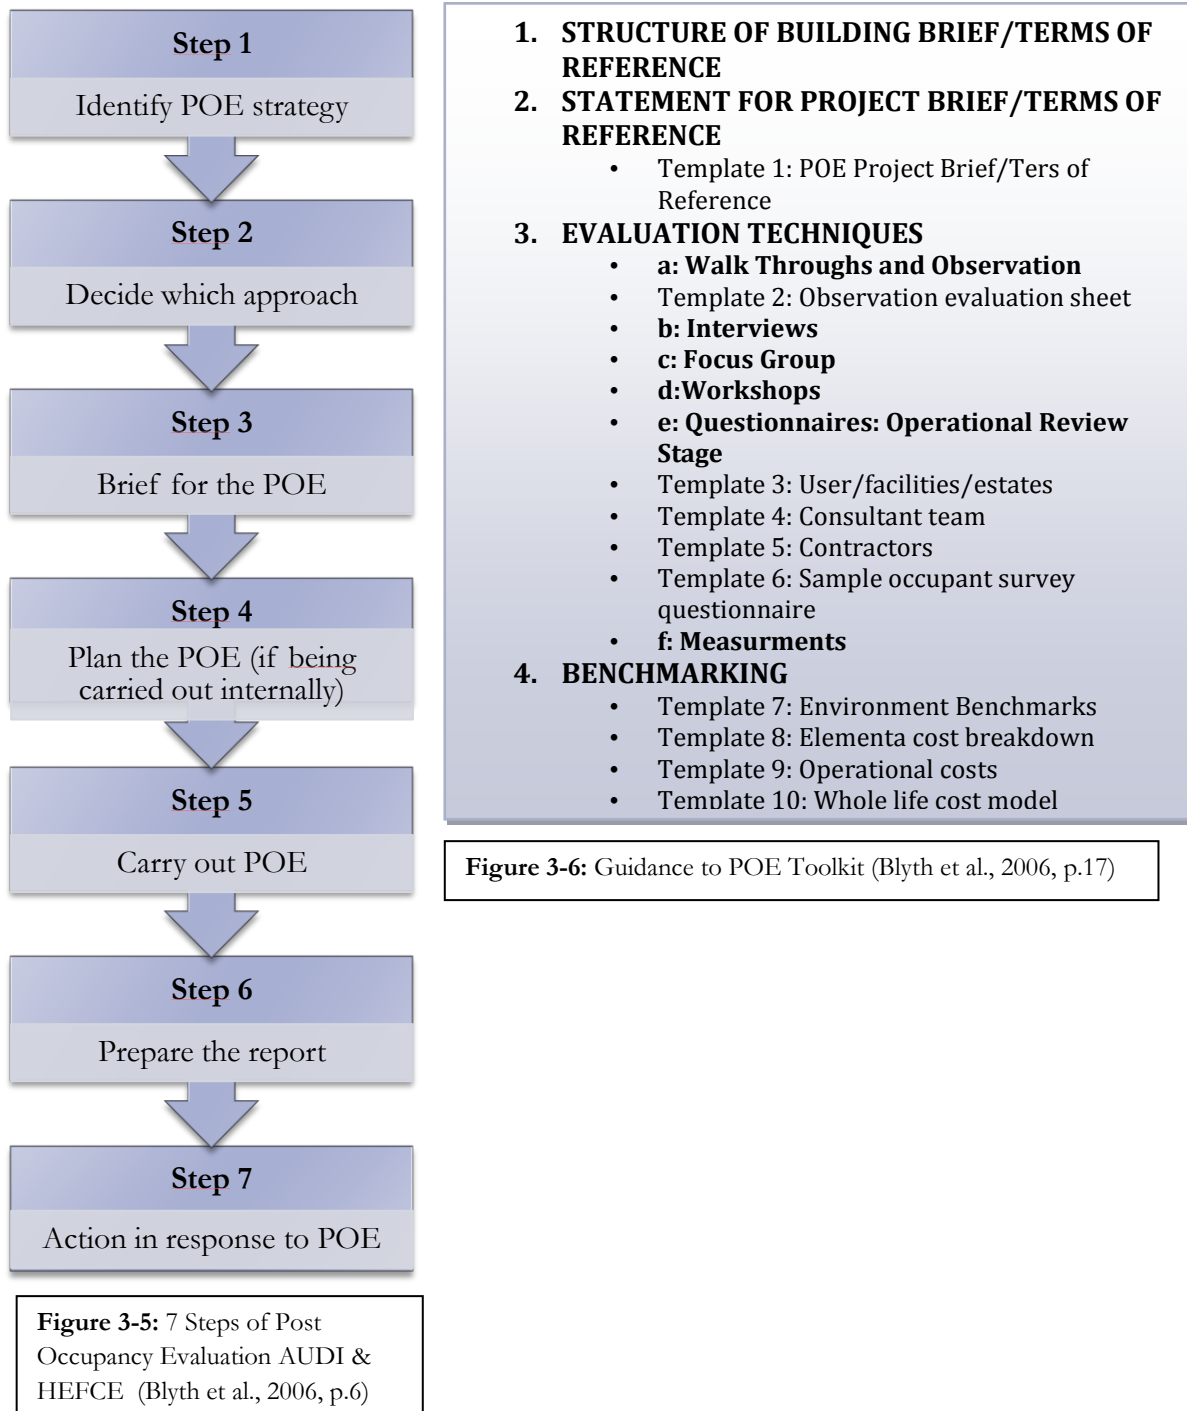 Step 1
Identify POE strategy
Step 2
Decide which approach
Step 3
Brief for the POE
Step 4
Plan the POE (if being
carried out internally)
Step 5
Carry out POE
Step 6
Prepare the report
Step 7
Action in response to POE
Figure 3-5: 7 Steps of Post
Occupancy Evaluation AUDI &
HEFCE (Blyth et al., 2006, p.6)
1. STRUCTURE OF BUILDING BRIEF/TERMS OF
REFERENCE
2. STATEMENT FOR PROJECT BRIEF/TERMS OF
REFERENCE
• Template 1: POE Project Brief/Ters of
Reference
3. EVALUATION TECHNIQUES
• a: Walk Throughs and Observation
• Template 2: Observation evaluation sheet
• b: Interviews
• c: Focus Group
• d:Workshops
• e: Questionnaires: Operational Review
Stage
• Template 3: User/facilities/estates
• Template 4: Consultant team
• Template 5: Contractors
• Template 6: Sample occupant survey
questionnaire
• f: Measurments
4. BENCHMARKING
• Template 7: Environment Benchmarks
• Template 8: Elementa cost breakdown
• Template 9: Operational costs
• Template 10: Whole life cost model
Figure 3-6: Guidance to POE Toolkit (Blyth et al., 2006, p.17)